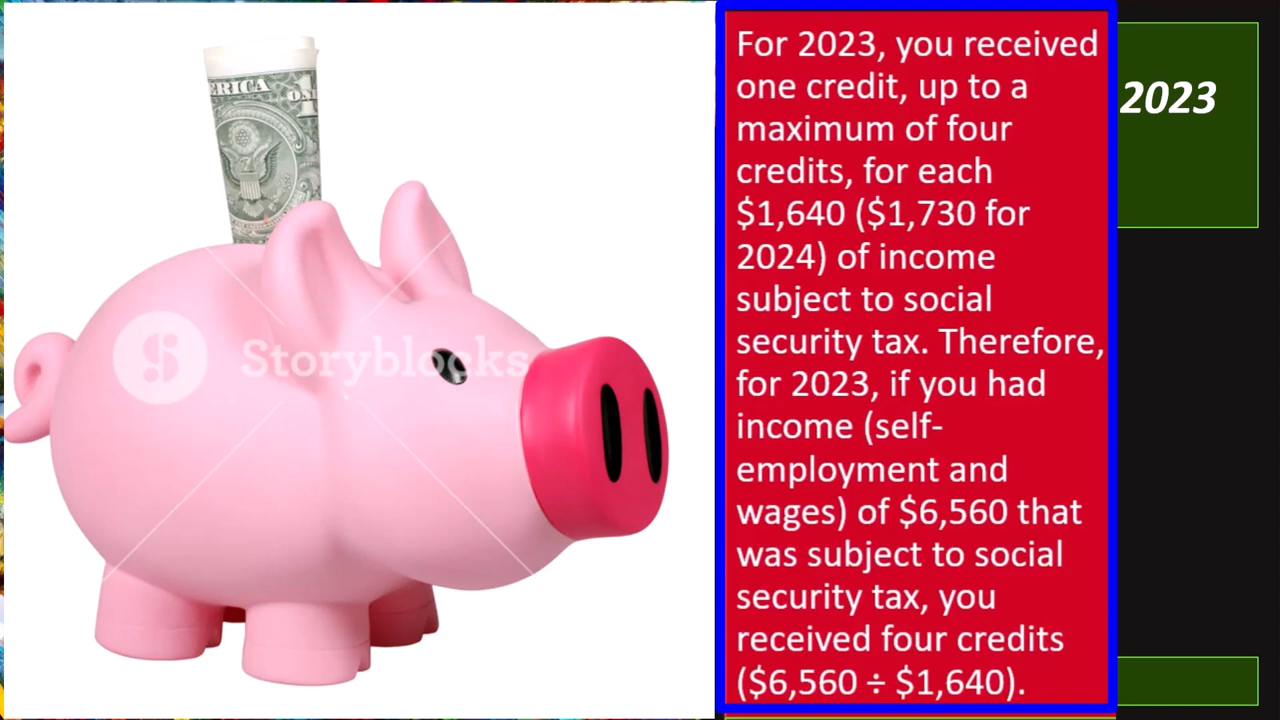 ERICA
For 2023, you received
one credit, up to a
maximum of four
credits, for each
$1,640 ($1,730 for
2024) of income
subject to social
security tax. Therefore,
for 2023, if you had
income (self-
employment and
wages) of $6,560 that
was subject to social
security tax, you
received four credits
($6,560 ÷ $1,640).
2023
Storyblocks